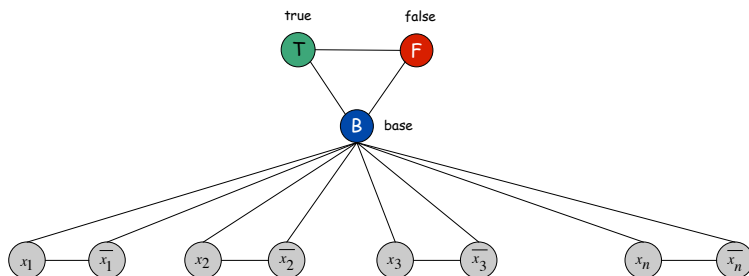 true false
T F
B base
x₁ x̅₁ x₂ x̅₂ x₃ x̅₃ xₙ x̅ₙ